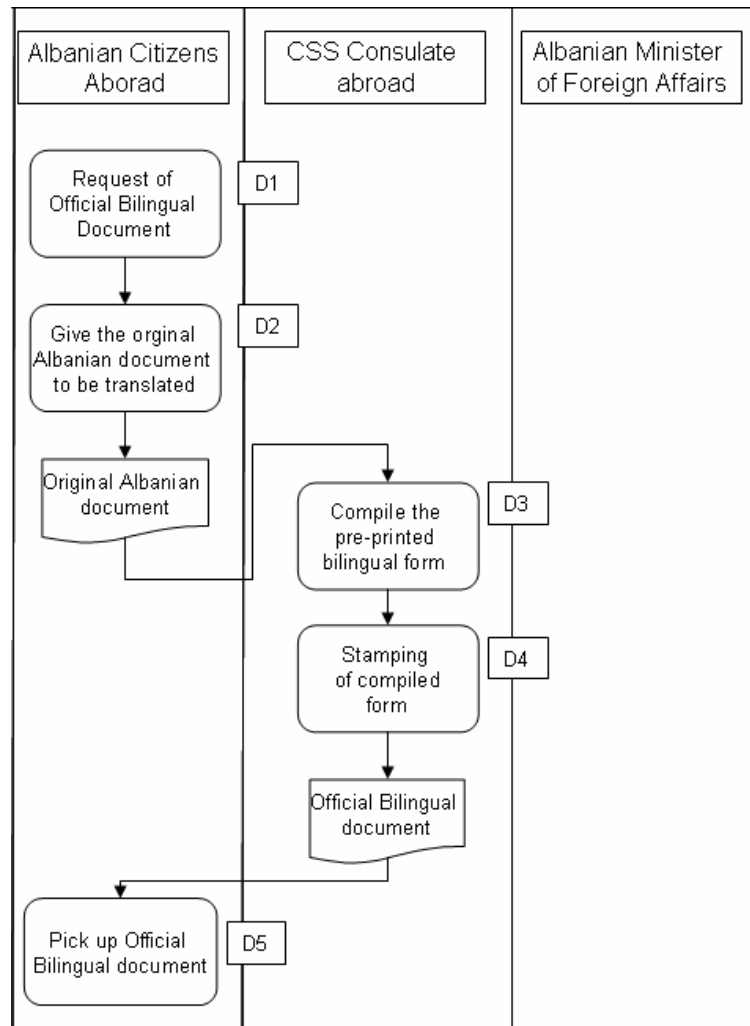 Albanian Citizens
Aborad
CSS Consulate
abroad
Albanian Minister
of Foreign Affairs
Request of
Official Bilingual
Document
D1
Give the orginal
Albanian document
to be translated
D2
Original Albanian
document
Compile the
pre-printed
bilingual form
D3
Stamping
of compiled
form
D4
Official Bilingual
document
Pick up Official
Bilingual document
D5